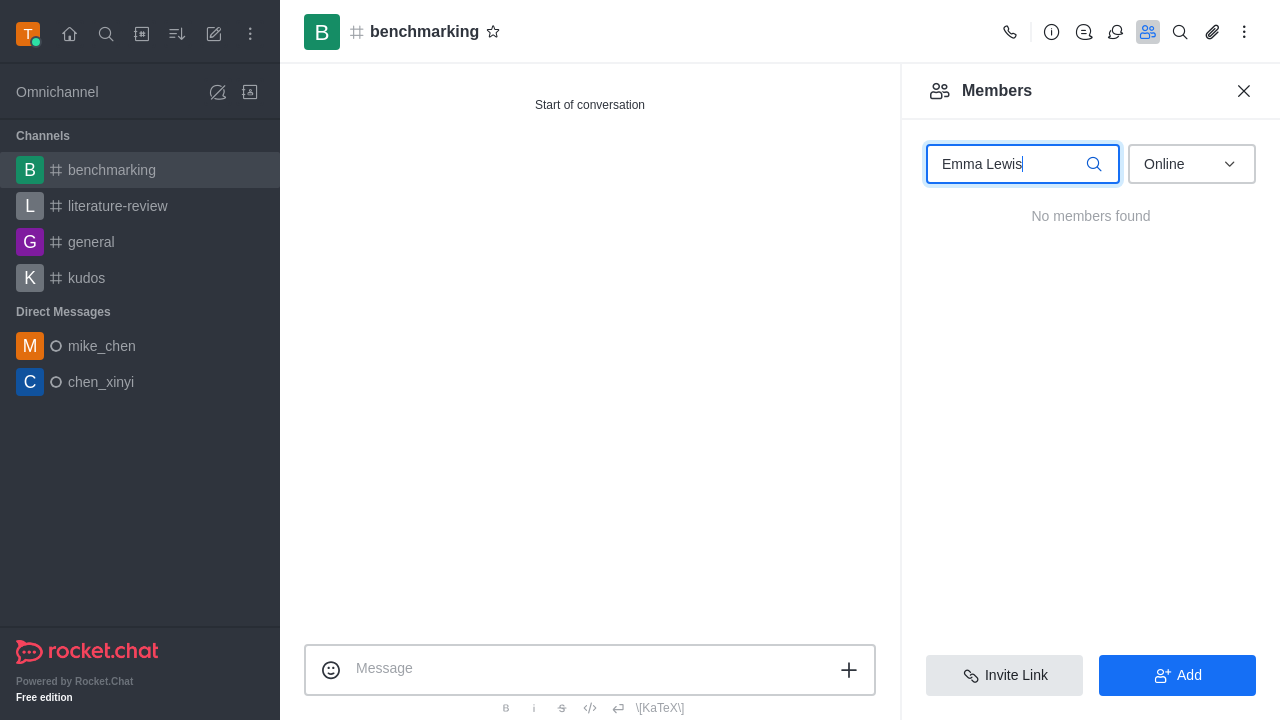 T
Omnichannel
Channels
B benchmarking
L literature-review
G general
K kudos
Direct Messages
M mike_chen
C chen_xinyi
rocket.chat
Powered by Rocket.Chat
Free edition
B benchmarking
Start of conversation
Message
B i S \[KaTeX\]
Members
Emma Lewis Online
No members found
Invite Link Add